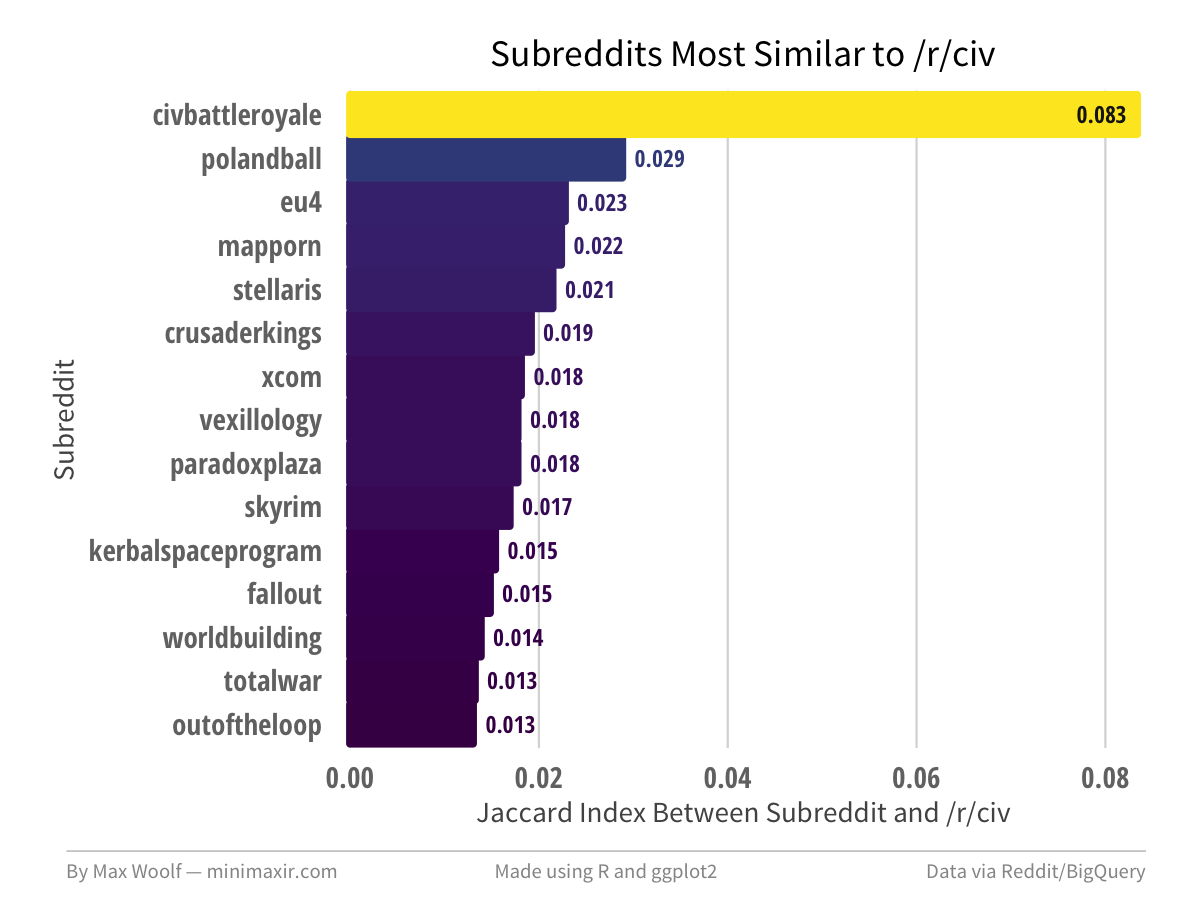 Subreddits Most Similar to /r/civ
civbattleroyale 0.083
polandball 0.029
eu4 0.023
mapporn 0.022
stellaris 0.021
crusaderkings 0.019
xcom 0.018
vexillology 0.018
paradoxplaza 0.018
skyrim 0.017
kerbalspaceprogram 0.015
fallout 0.015
worldbuilding 0.014
totalwar 0.013
outoftheloop 0.013
Subreddit
0.00 0.02 0.04 0.06 0.08
Jaccard Index Between Subreddit and /r/civ
By Max Woolf — minimaxir.com Made using R and ggplot2 Data via Reddit/BigQuery